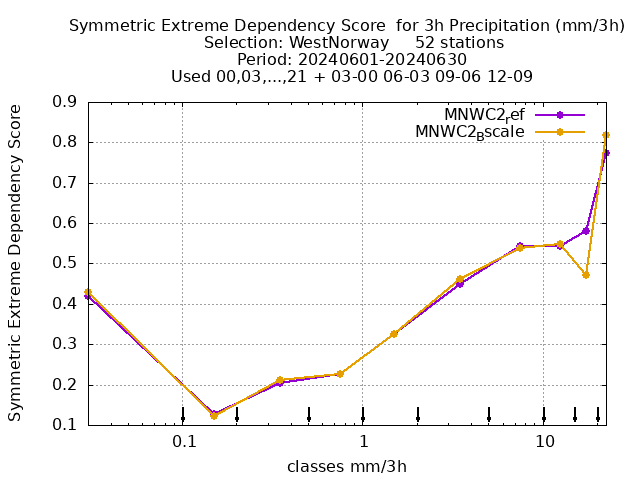 Symmetric Extreme Dependency Score  for 3h Precipitation (mm/3h)
Selection: WestNorway     52 stations
Period: 20240601-20240630
Used 00,03,...,21 + 03-00 06-03 09-06 12-09
Symmetric Extreme Dependency Score
0.9
0.8
0.7
0.6
0.5
0.4
0.3
0.2
0.1
MNWC2ref
MNWC2Bscale
0.1 1 10
classes mm/3h